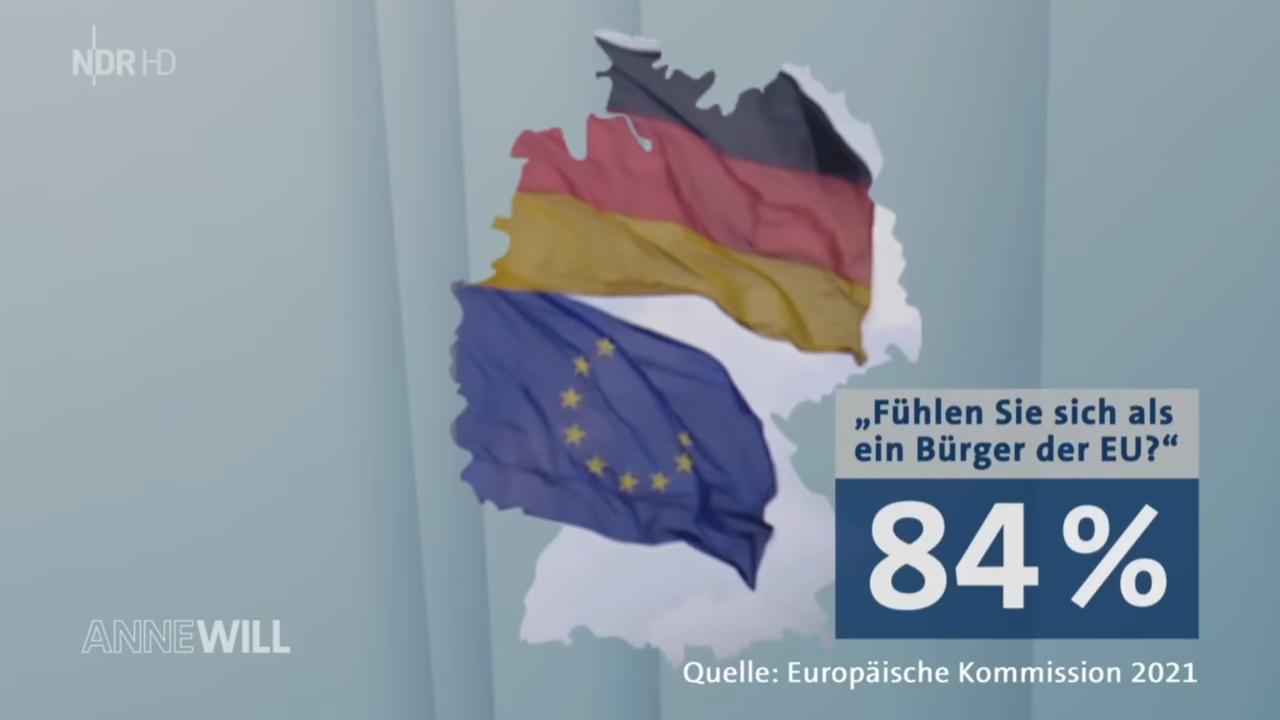 NDR HD
„Fühlen Sie sich als
ein Bürger der EU?“
84 %
ANNE WILL
Quelle: Europäische Kommission 2021